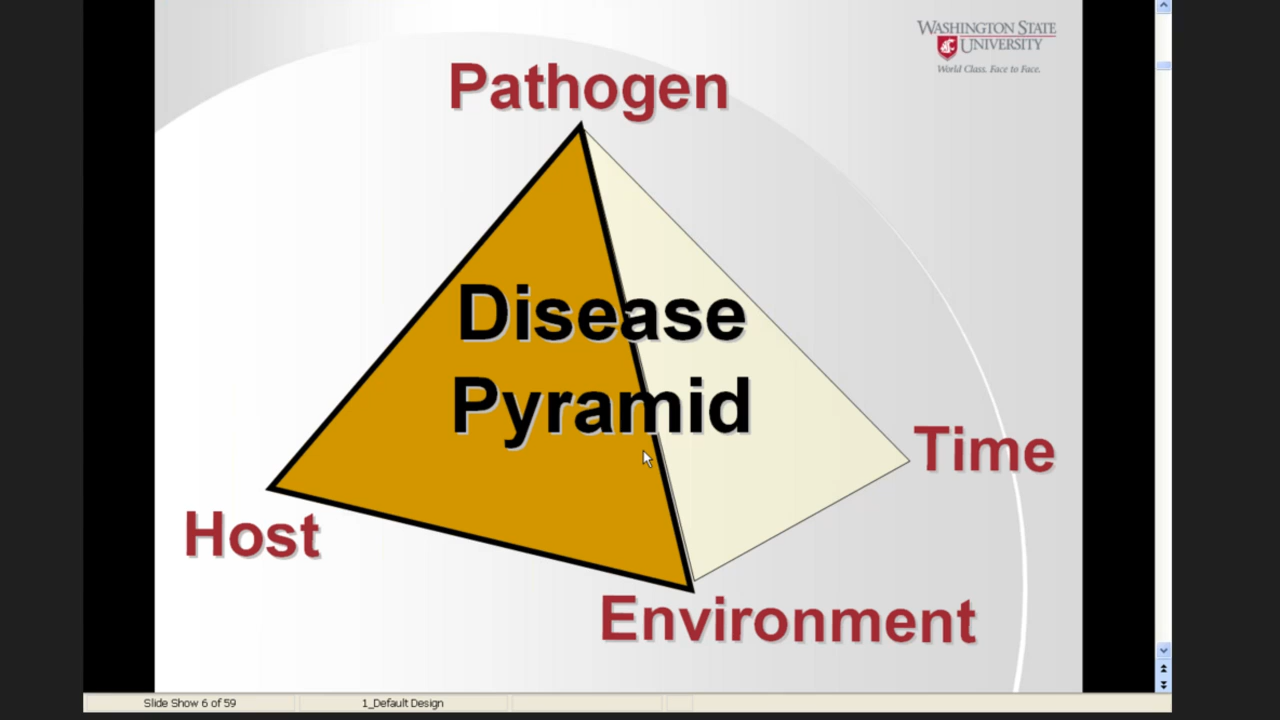 WASHINGTON STATE
UNIVERSITY
World Class. Face to Face.
Pathogen
Disease
Pyramid
Time
Host
Environment
Slide Show 6 of 59
1_Default Design